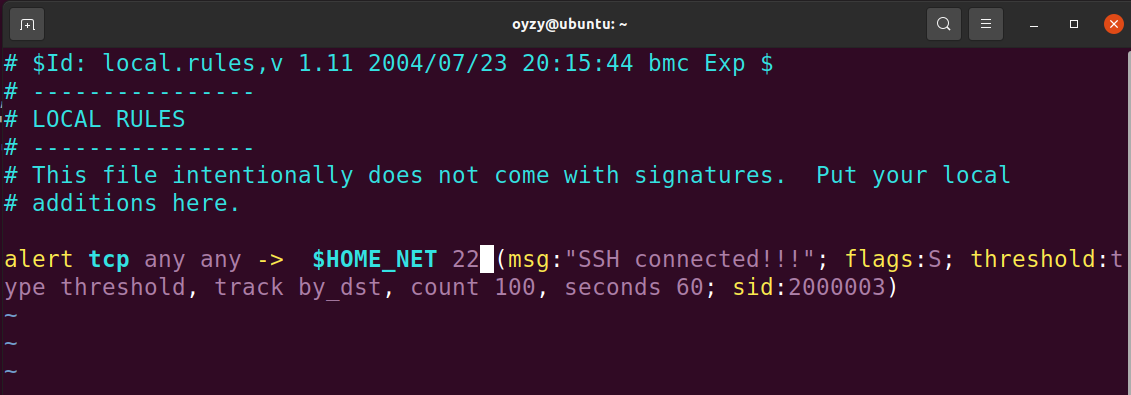 oyzy@ubuntu: ~
# $Id: local.rules,v 1.11 2004/07/23 20:15:44 bmc Exp $
# ----------------
# LOCAL RULES
# ----------------
# This file intentionally does not come with signatures.  Put your local
# additions here.

alert tcp any any ->  $HOME_NET 22 (msg:"SSH connected!!!"; flags:S; threshold:t
ype threshold, track by_dst, count 100, seconds 60; sid:2000003)
~
~
~